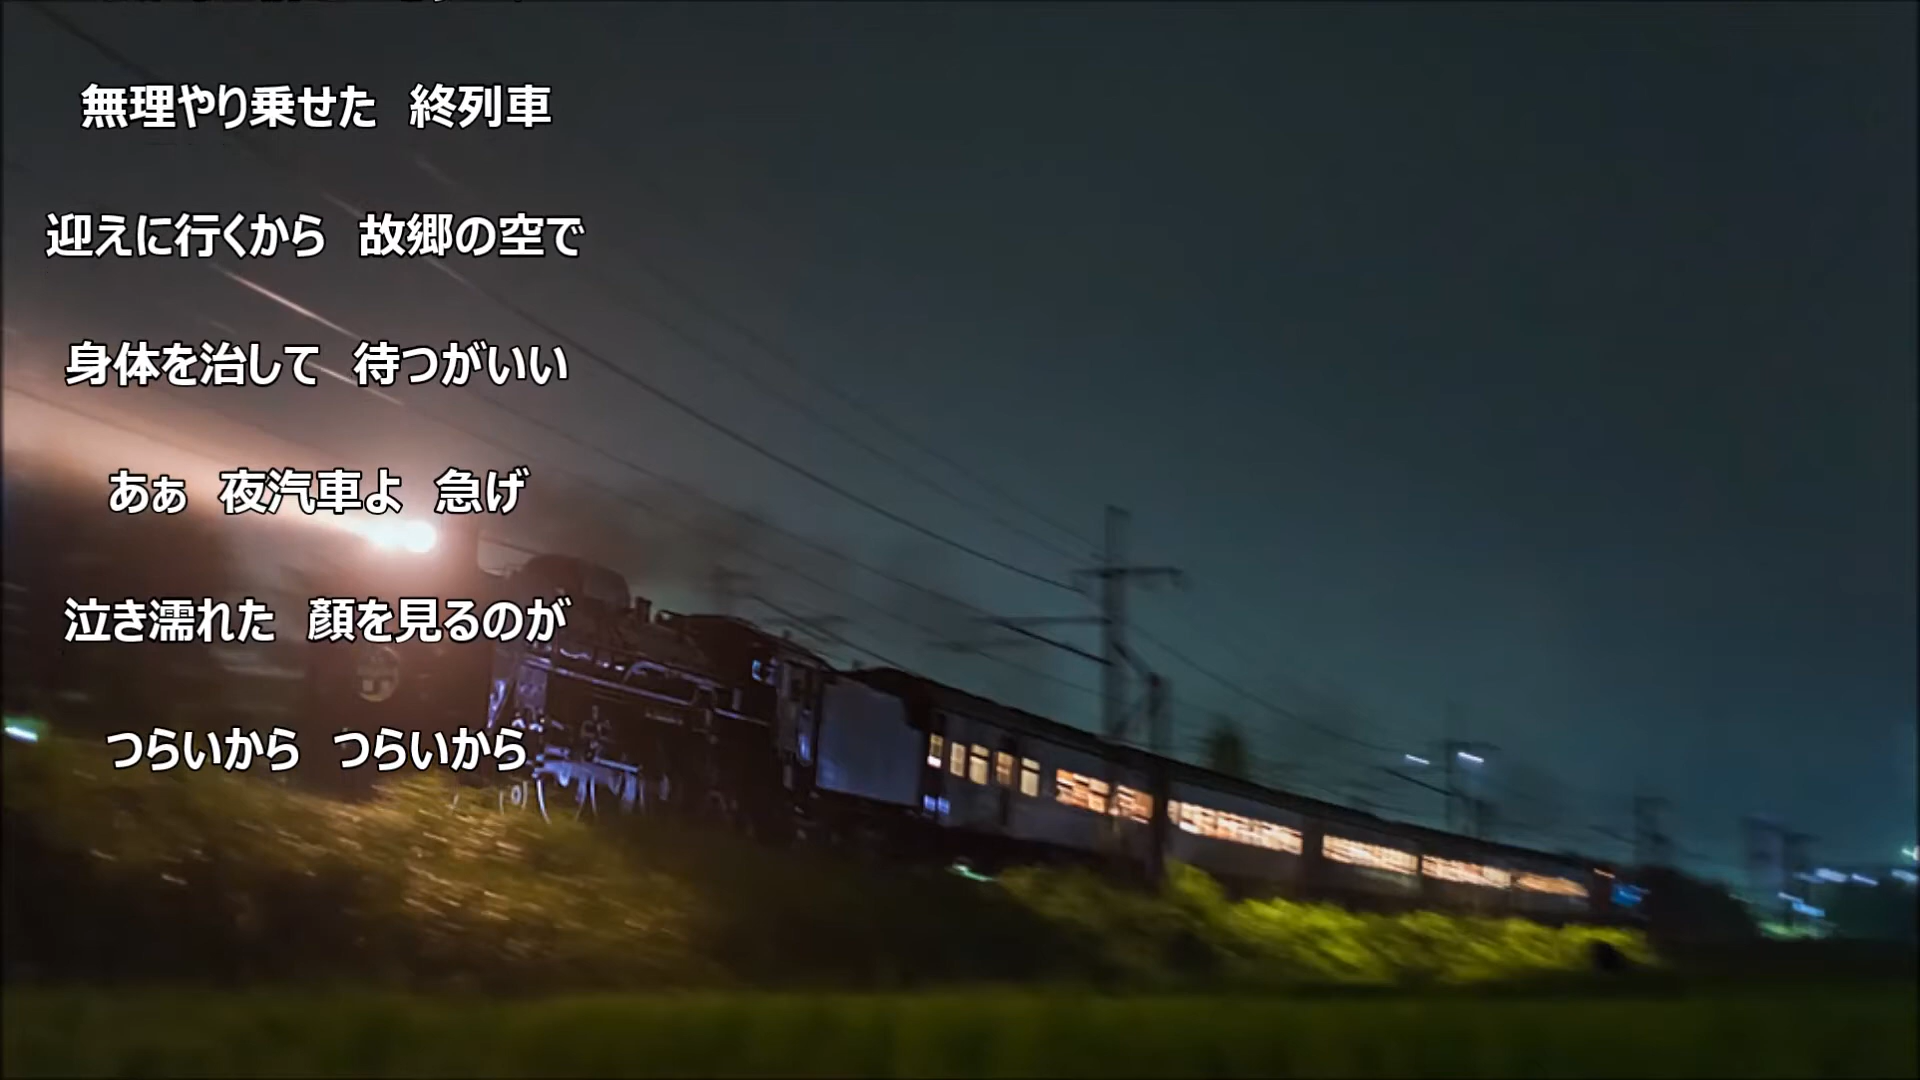 無理やり乗せた　終列車
迎えに行くから　故郷の空で
身体を治して　待つがいい
あぁ　夜汽車よ　急げ
泣き濡れた　顔を見るのが
つらいから　つらいから